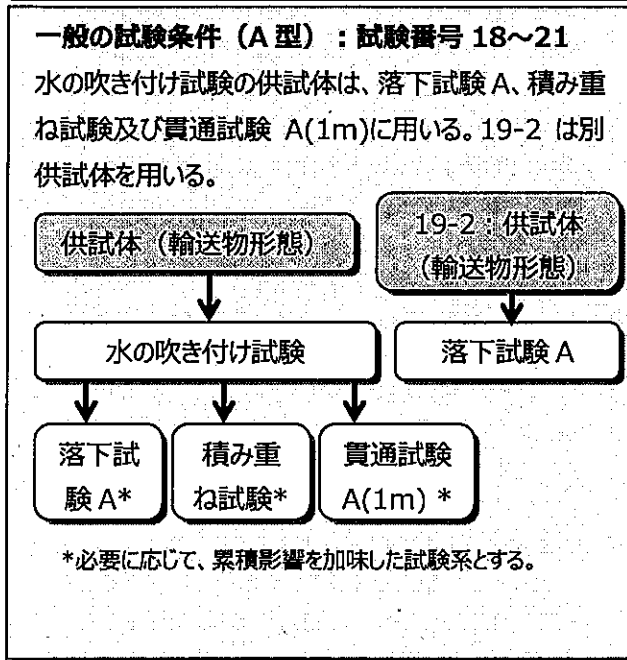 一般の試験条件（A 型）：試験番号 18～21
水の吹き付け試験の供試体は、落下試験 A、積み重
ね試験及び貫通試験 A(1m)に用いる。19-2 は別
供試体を用いる。
供試体（輸送物形態）
19-2：供試体
（輸送物形態）
水の吹き付け試験
落下試験 A
落下試
験 A*
積み重
ね試験*
貫通試験
A(1m) *
*必要に応じて、累積影響を加味した試験系とする。